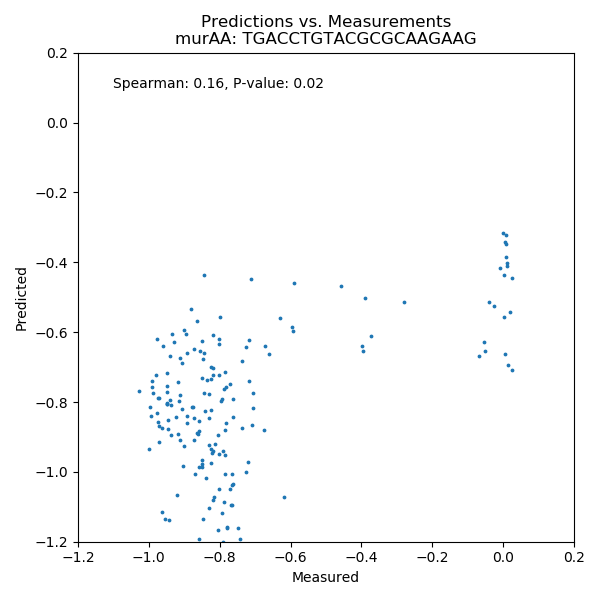 Predictions vs. Measurements
murAA: TGACCTGTACGCGCAAGAAG
Spearman: 0.16, P-value: 0.02
Predicted
0.2
0.0
−0.2
−0.4
−0.6
−0.8
−1.0
−1.2
−1.2 −1.0 −0.8 −0.6 −0.4 −0.2 0.0 0.2
Measured